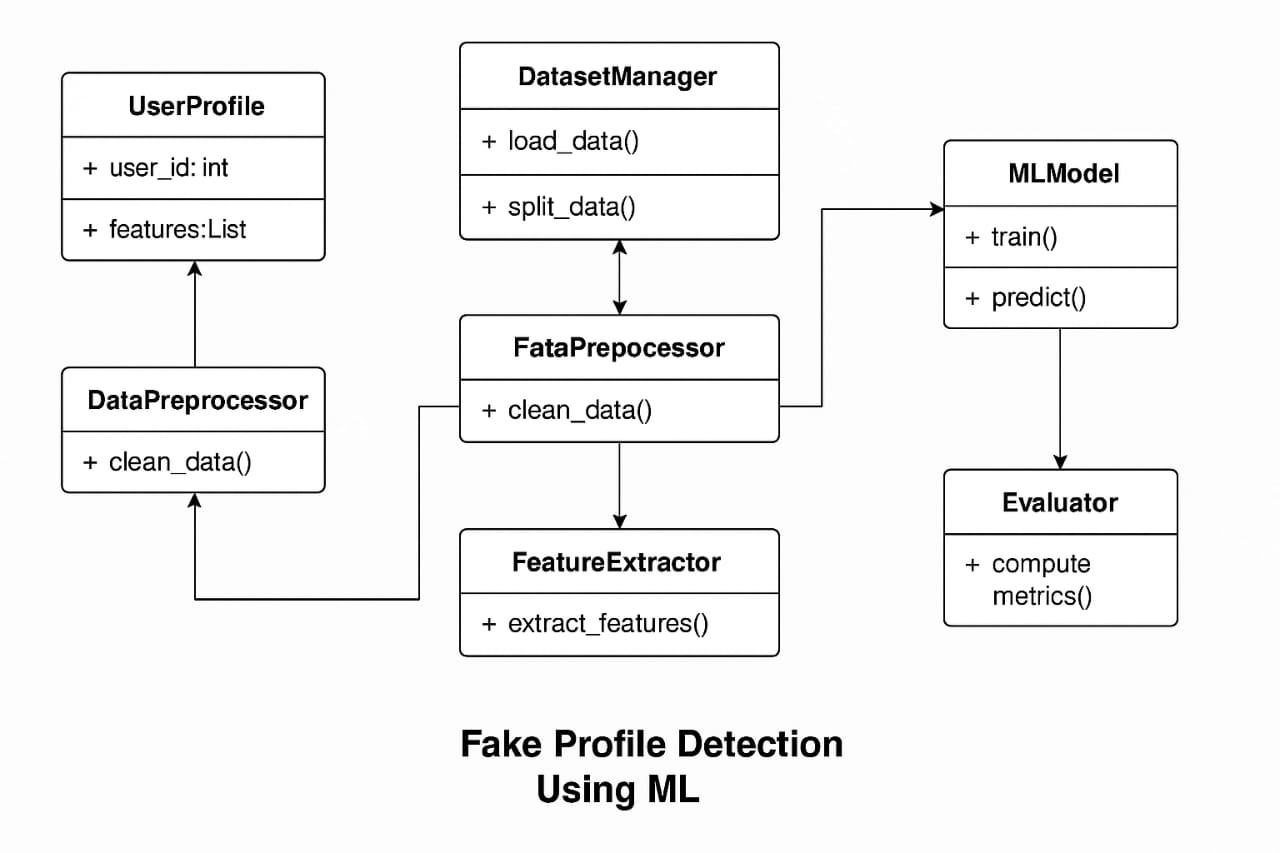 UserProfile
+ user_id: int
+ features:List
DataPreprocessor
+ clean_data()
DatasetManager
+ load_data()
+ split_data()
FataPrepocessor
+ clean_data()
FeatureExtractor
+ extract_features()
MLModel
+ train()
+ predict()
Evaluator
+ compute
metrics()
Fake Profile Detection
Using ML